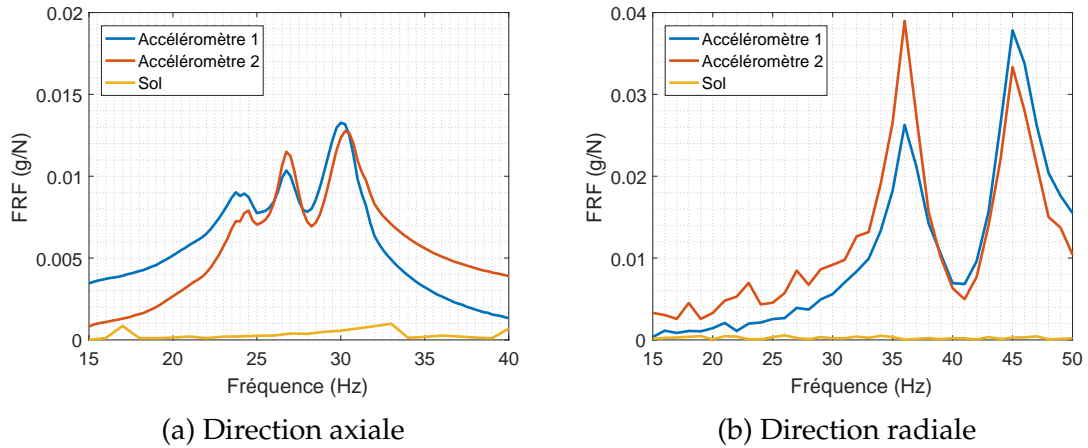 0.02
0.015
0.01
0.005
0
FRF (g/N)
Accéléromètre 1
Accéléromètre 2
Sol
15 20 25 30 35 40
Fréquence (Hz)
(a) Direction axiale
0.04
0.03
0.02
0.01
0
FRF (g/N)
Accéléromètre 1
Accéléromètre 2
Sol
15 20 25 30 35 40 45 50
Fréquence (Hz)
(b) Direction radiale